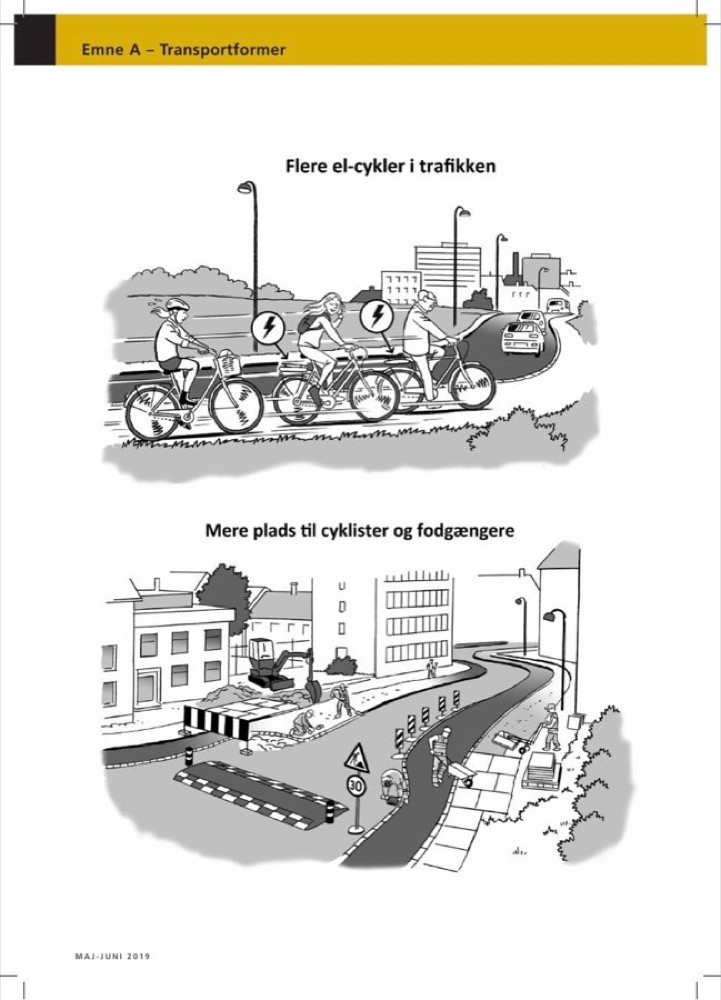 Emne A – Transportformer
Flere el-cykler i trafikken
Mere plads til cyklister og fodgængere
30
MAJ-JUNI 2019